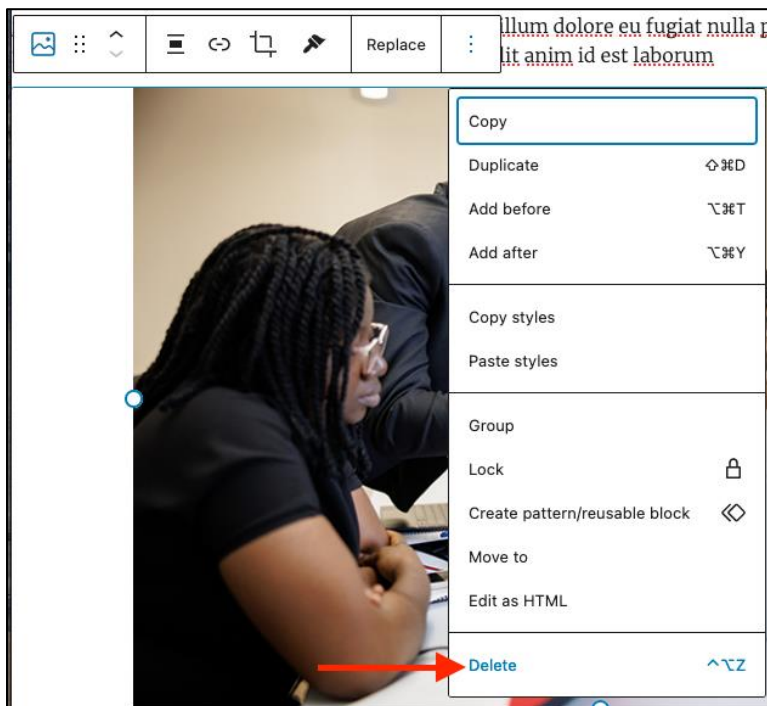 illum dolore eu fugiat nulla
Replace
lit anim id est laborum
Copy
Duplicate ⇧⌘D
Add before ⌥⌘T
Add after ⌥⌘Y
Copy styles
Paste styles
Group
Lock
Create pattern/reusable block
Move to
Edit as HTML
Delete ^⌥Z